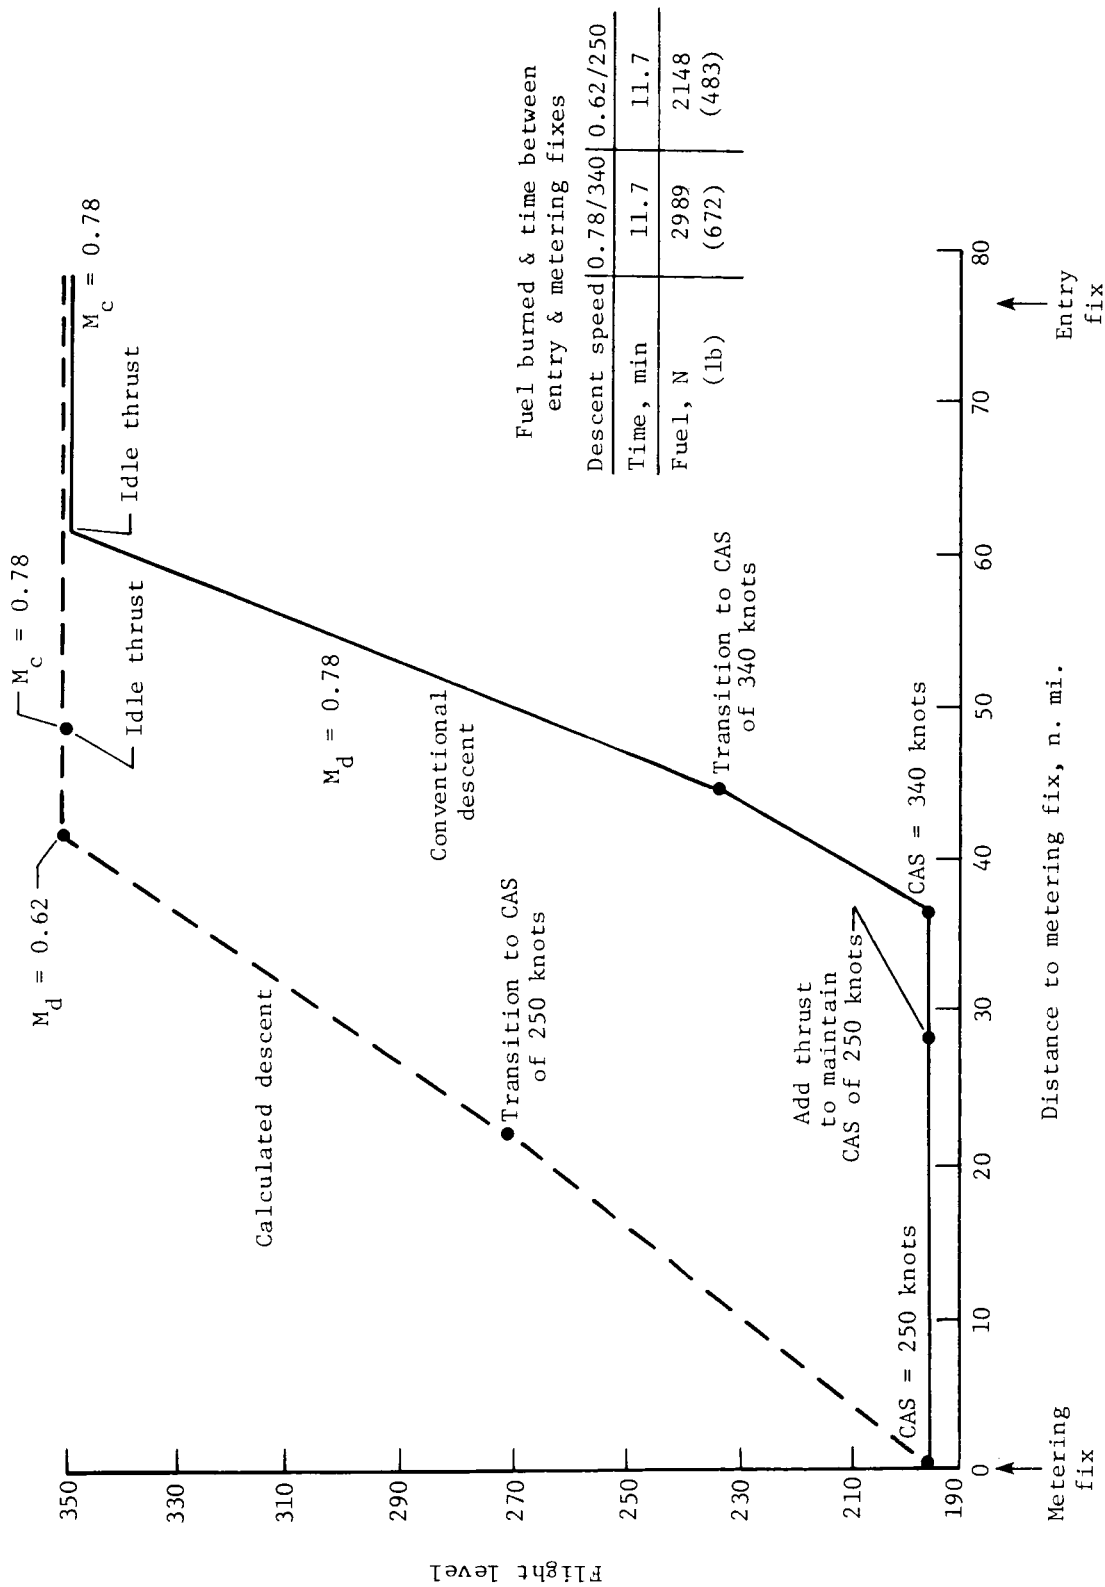 M_d = 0.62
M_c = 0.78
Idle thrust
Idle thrust
M_c = 0.78
Calculated descent
M_d = 0.78
Conventional
descent
Transition to CAS
of 250 knots
Transition to CAS
of 340 knots
Add thrust
to maintain
CAS of 250 knots
CAS = 250 knots
CAS = 340 knots
Fuel burned & time between
entry & metering fixes
Descent speed 0.78/340 0.62/250
Time, min 11.7 11.7
Fuel, N 2989 2148
(lb) (672) (483)
Flight level
350
330
310
290
270
250
230
210
190
0 10 20 30 40 50 60 70 80
Metering
fix
Distance to metering fix, n. mi.
Entry
fix